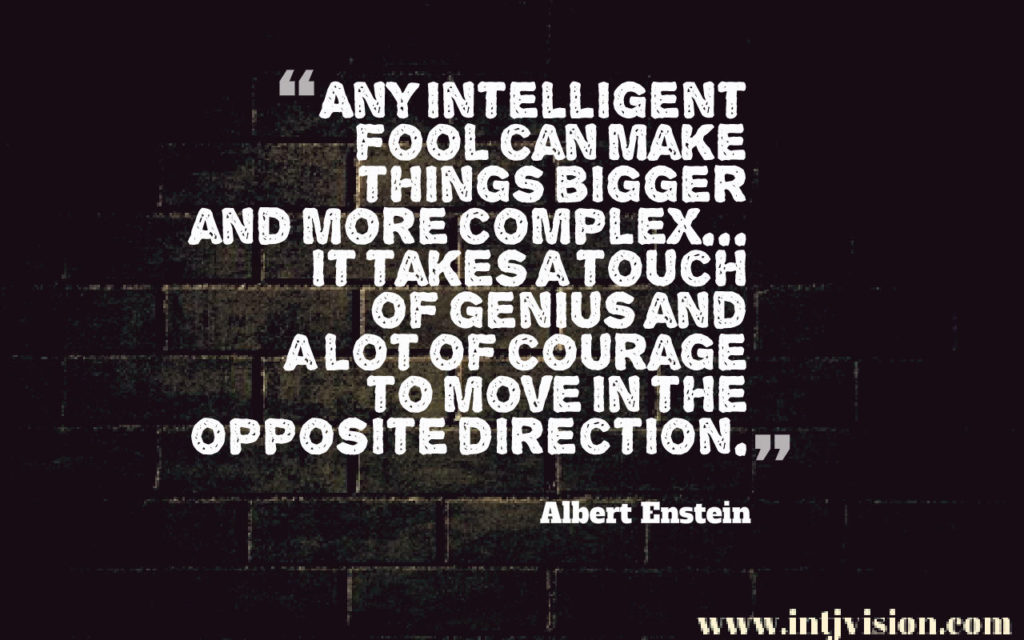 “ANY INTELLIGENT
FOOL CAN MAKE
THINGS BIGGER
AND MORE COMPLEX...
IT TAKES A TOUCH
OF GENIUS AND
A LOT OF COURAGE
TO MOVE IN THE
OPPOSITE DIRECTION.”
Albert Enstein
www.intjvision.com